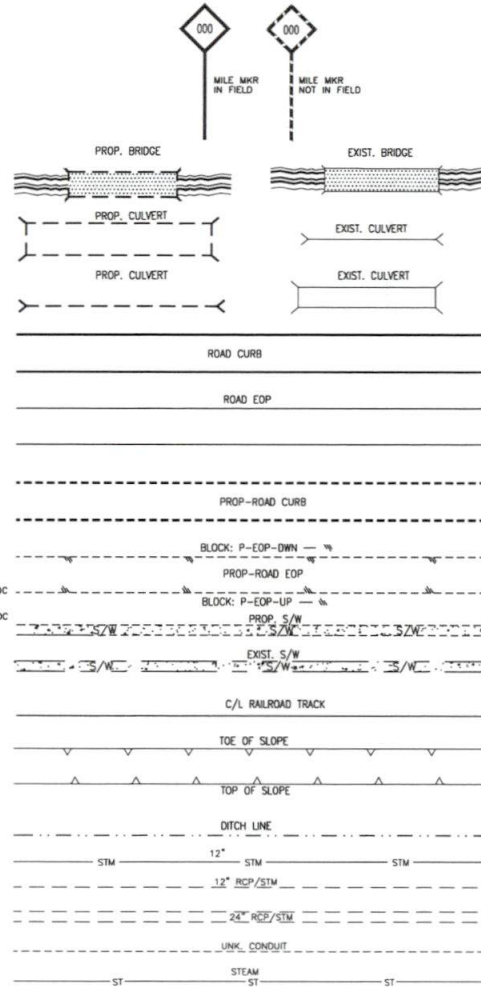 000 000
MILE MKR IN FIELD
MILE MKR NOT IN FIELD
PROP. BRIDGE EXIST. BRIDGE
PROP. CULVERT EXIST. CULVERT
PROP. CULVERT EXIST. CULVERT
ROAD CURB
ROAD EOP
PROP-ROAD CURB
BLOCK: P-EOP-DWN
PROP-ROAD EOP
BLOCK: P-EOP-UP
PROP. S/W
S/W S/W S/W
EXIST. S/W
S/W S/W S/W
C/L RAILROAD TRACK
TOE OF SLOPE
TOP OF SLOPE
DITCH LINE
12"
STM STM STM
12" RCP/STM
24" RCP/STM
UNK. CONDUIT
STEAM
ST ST ST